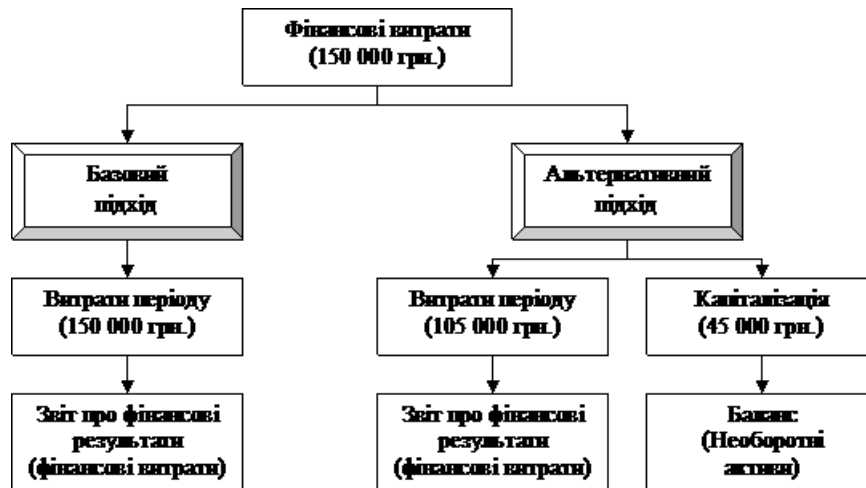 Фінансові витрати
(150 000 грн.)
Базовий
підхід
Альтернативний
підхід
Витрати періоду
(150 000 грн.)
Витрати періоду
(105 000 грн.)
Капіталізація
(45 000 грн.)
Звіт про фінансові
результати
(фінансові витрати)
Звіт про фінансові
результати
(фінансові витрати)
Баланс
(Необоротні
активи)